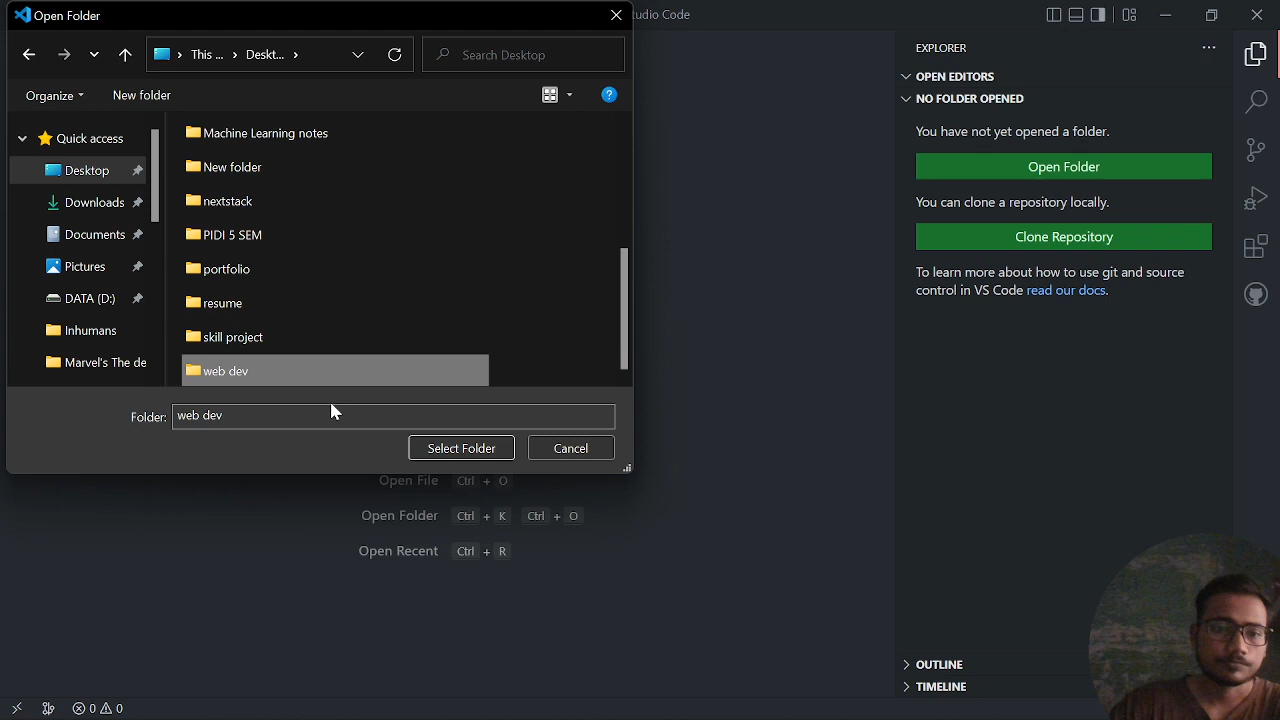 Open Folder
tudio Code
This ...
Deskt...
Search Desktop
Organize
New folder
?
Quick access
Desktop
Downloads
Documents
Pictures
DATA (D:)
Inhumans
Marvel's The de
Machine Learning notes
New folder
nextstack
PIDI 5 SEM
portfolio
resume
skill project
web dev
Folder:
web dev
Select Folder
Cancel
Open File Ctrl + O
Open Folder Ctrl + K Ctrl + O
Open Recent Ctrl + R
EXPLORER
OPEN EDITORS
NO FOLDER OPENED
You have not yet opened a folder.
Open Folder
You can clone a repository locally.
Clone Repository
To learn more about how to use git and source
control in VS Code read our docs.
OUTLINE
TIMELINE
0 0